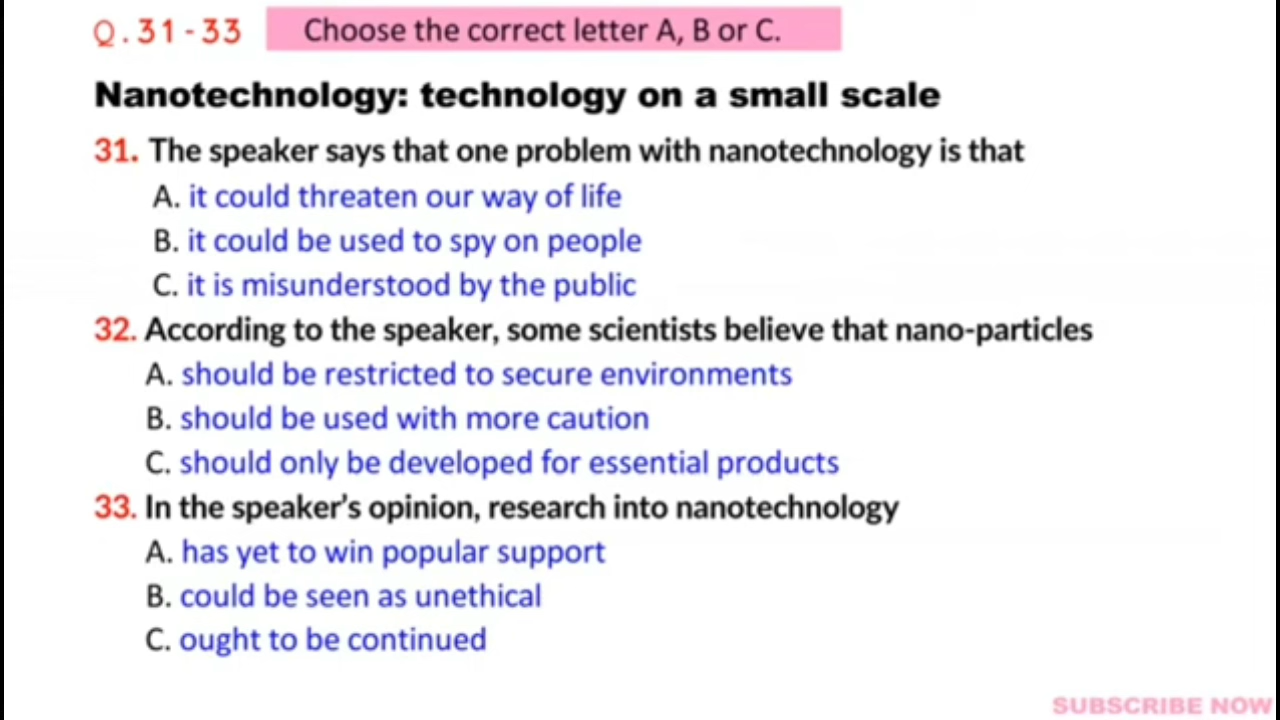 Q.31-33 Choose the correct letter A, B or C.
Nanotechnology: technology on a small scale
31. The speaker says that one problem with nanotechnology is that
A. it could threaten our way of life
B. it could be used to spy on people
C. it is misunderstood by the public
32. According to the speaker, some scientists believe that nano-particles
A. should be restricted to secure environments
B. should be used with more caution
C. should only be developed for essential products
33. In the speaker's opinion, research into nanotechnology
A. has yet to win popular support
B. could be seen as unethical
C. ought to be continued
SUBSCRIBE NOW